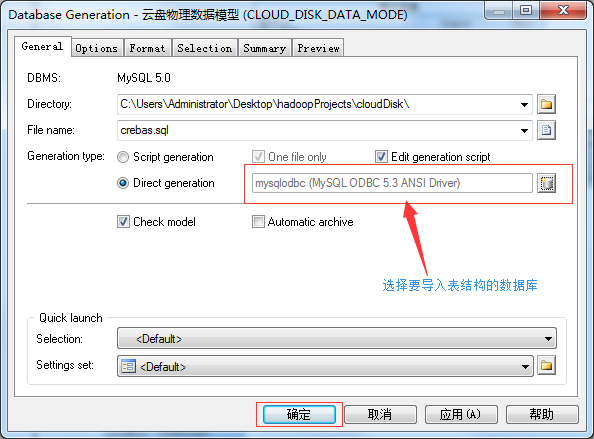 Database Generation - 云盘物理数据模型 (CLOUD_DISK_DATA_MODE)
General Options Format Selection Summary Preview
DBMS: MySQL 5.0
Directory: C:\Users\Administrator\Desktop\hadoopProjects\cloudDisk\
File name: crebas.sql
Generation type: Script generation One file only Edit generation script
Direct generation mysqlodbc (MySQL ODBC 5.3 ANSI Driver)
Check model Automatic archive
选择要导入表结构的数据库
Quick launch
Selection: <Default>
Settings set: <Default>
确定 取消 应用(A) 帮助